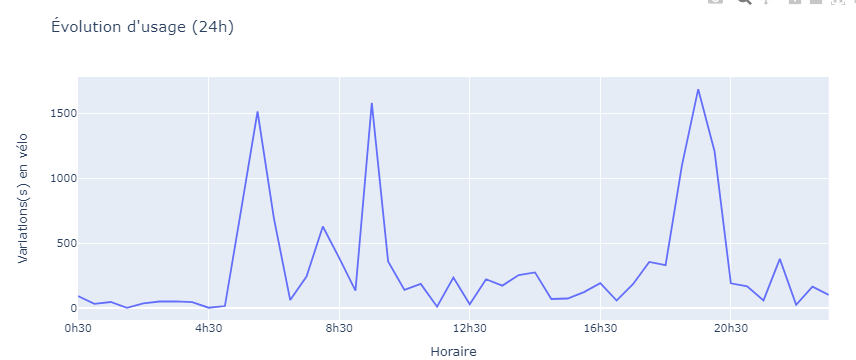 Évolution d'usage (24h)
Variations(s) en vélo
1500
1000
500
0
0h30
4h30
8h30
12h30
16h30
20h30
Horaire